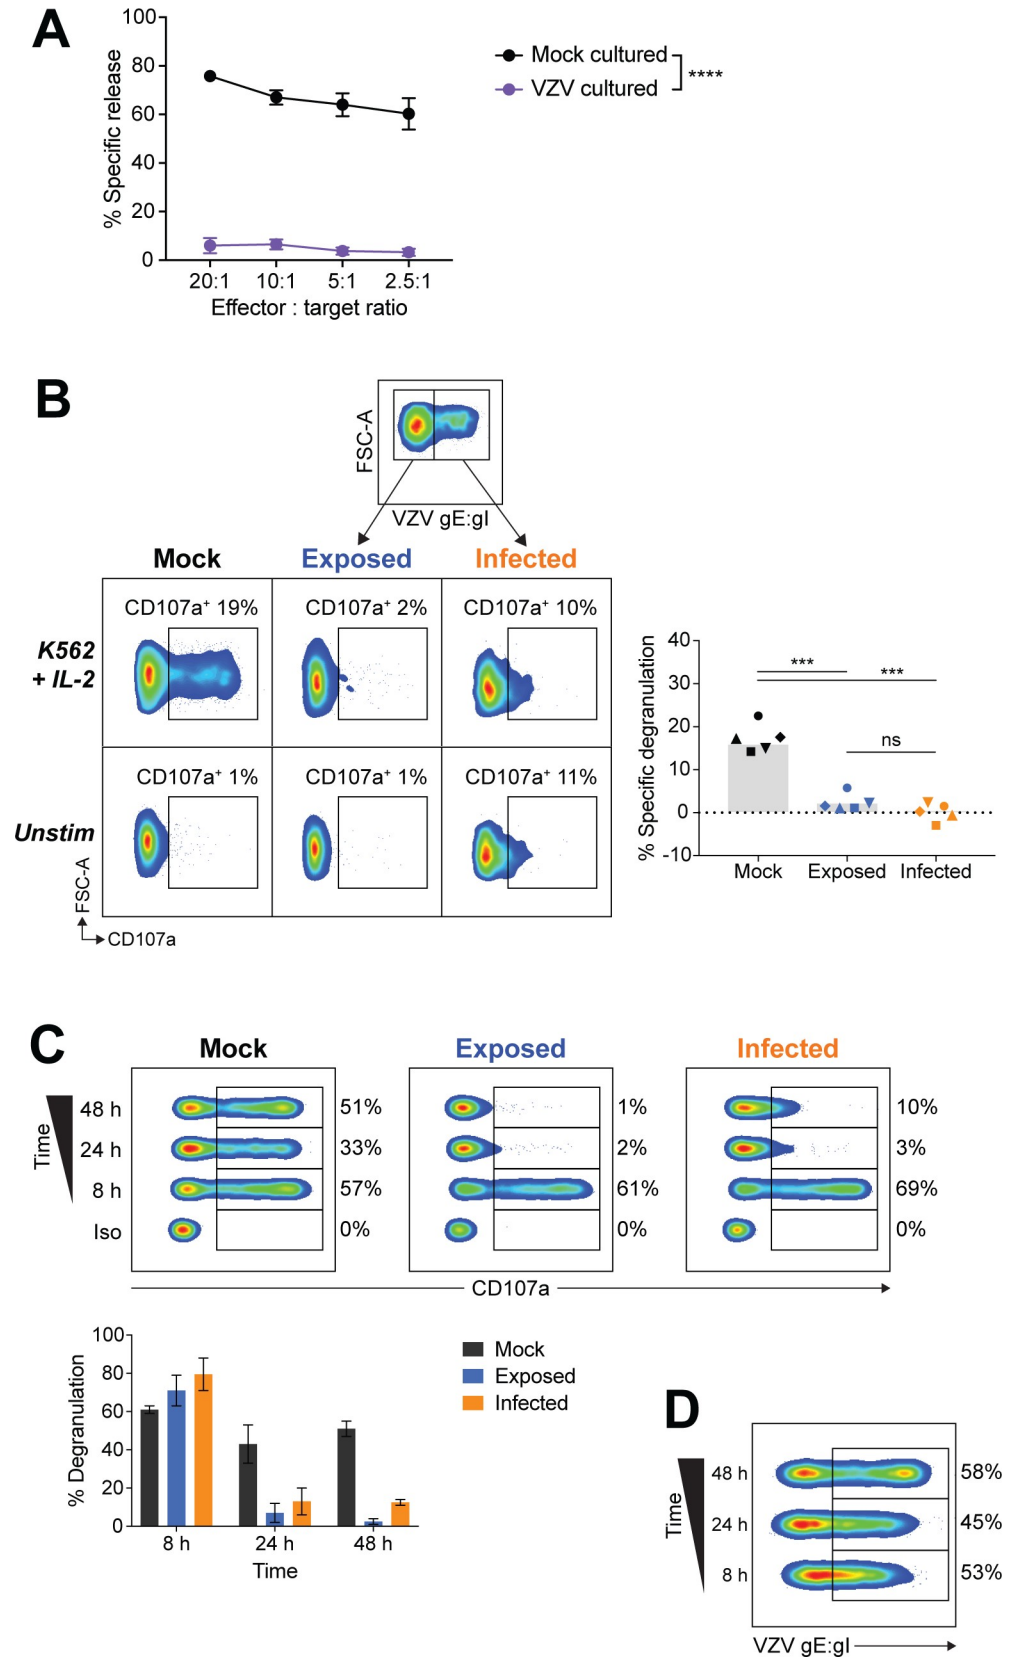 A
100
80
60
40
20
0
% Specific release
20:1 10:1 5:1 2.5:1
Effector : target ratio
Mock cultured
VZV cultured
****
B
FSC-A
VZV gE:gI
Mock Exposed Infected
K562
+ IL-2
CD107a+ 19% CD107a+ 2% CD107a+ 10%
Unstim
CD107a+ 1% CD107a+ 1% CD107a+ 11%
FSC-A
CD107a
% Specific degranulation
40
30
20
10
0
-10
***
***
ns
Mock Exposed Infected
C
Mock Exposed Infected
Time
48 h 51% 1% 10%
24 h 33% 2% 3%
8 h 57% 61% 69%
Iso 0% 0% 0%
CD107a
% Degranulation
100
80
60
40
20
0
8 h 24 h 48 h
Time
Mock
Exposed
Infected
D
Time
48 h 58%
24 h 45%
8 h 53%
VZV gE:gI